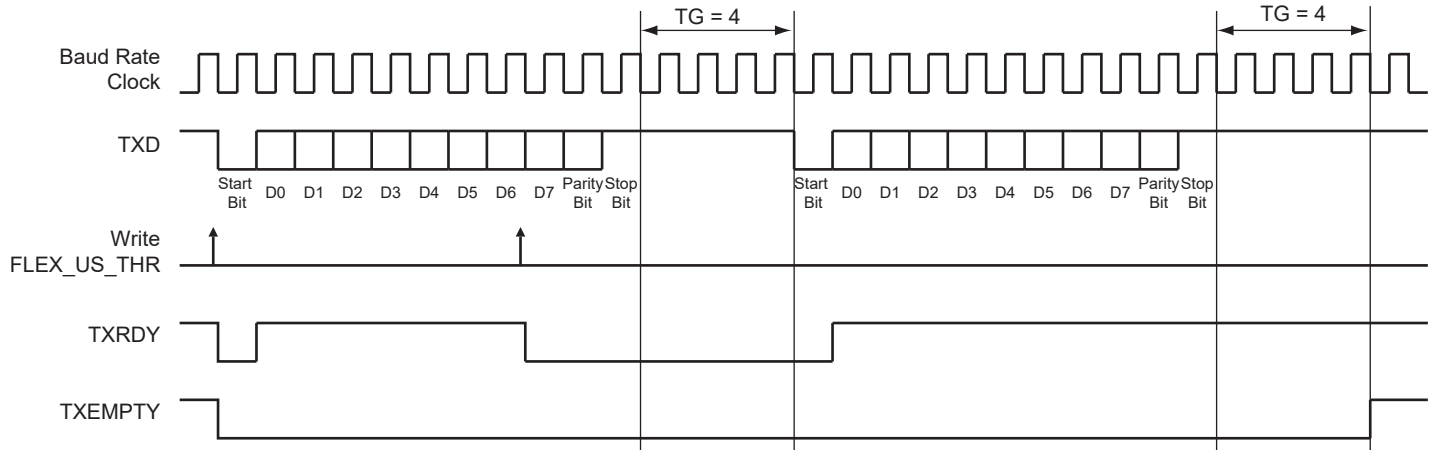 TG = 4
TG = 4
Baud Rate
Clock
TXD
Start
Bit
D0
D1
D2
D3
D4
D5
D6
D7
Parity
Bit
Stop
Bit
Start
Bit
D0
D1
D2
D3
D4
D5
D6
D7
Parity
Bit
Stop
Bit
Write
FLEX_US_THR
TXRDY
TXEMPTY